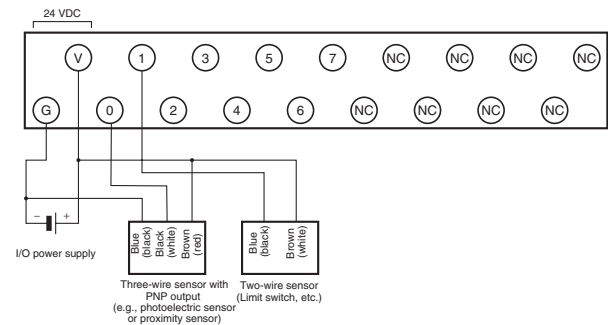 24 VDC
V 1 3 5 7 NC NC NC NC
G 0 2 4 6 NC NC NC NC
− +
I/O power supply
Blue (black)
Black (white)
Brown (red)
Blue (black)
Brown (white)
Three-wire sensor with
PNP output
(e.g., photoelectric sensor
or proximity sensor)
Two-wire sensor
(Limit switch, etc.)